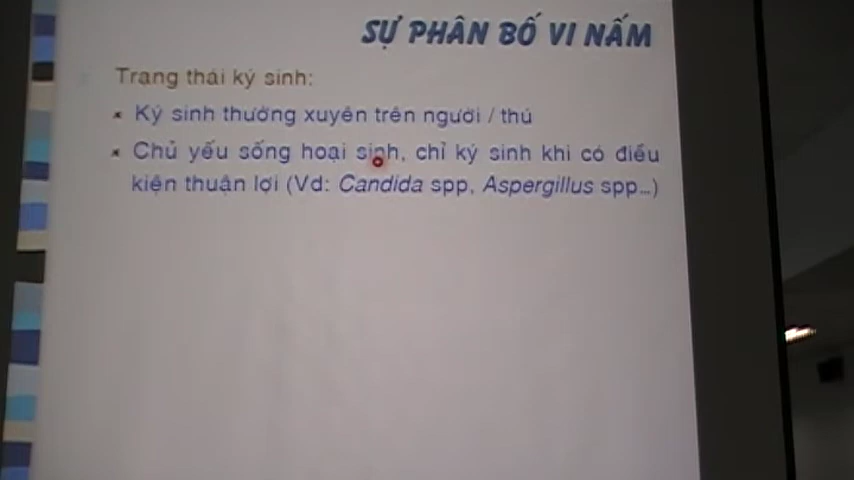 SỰ PHÂN BỐ VI NẤM
Trạng thái ký sinh:
Ký sinh thường xuyên trên người / thú
Chủ yếu sống hoại sinh, chỉ ký sinh khi có điều
kiện thuận lợi (Vd: Candida spp, Aspergillus spp…)